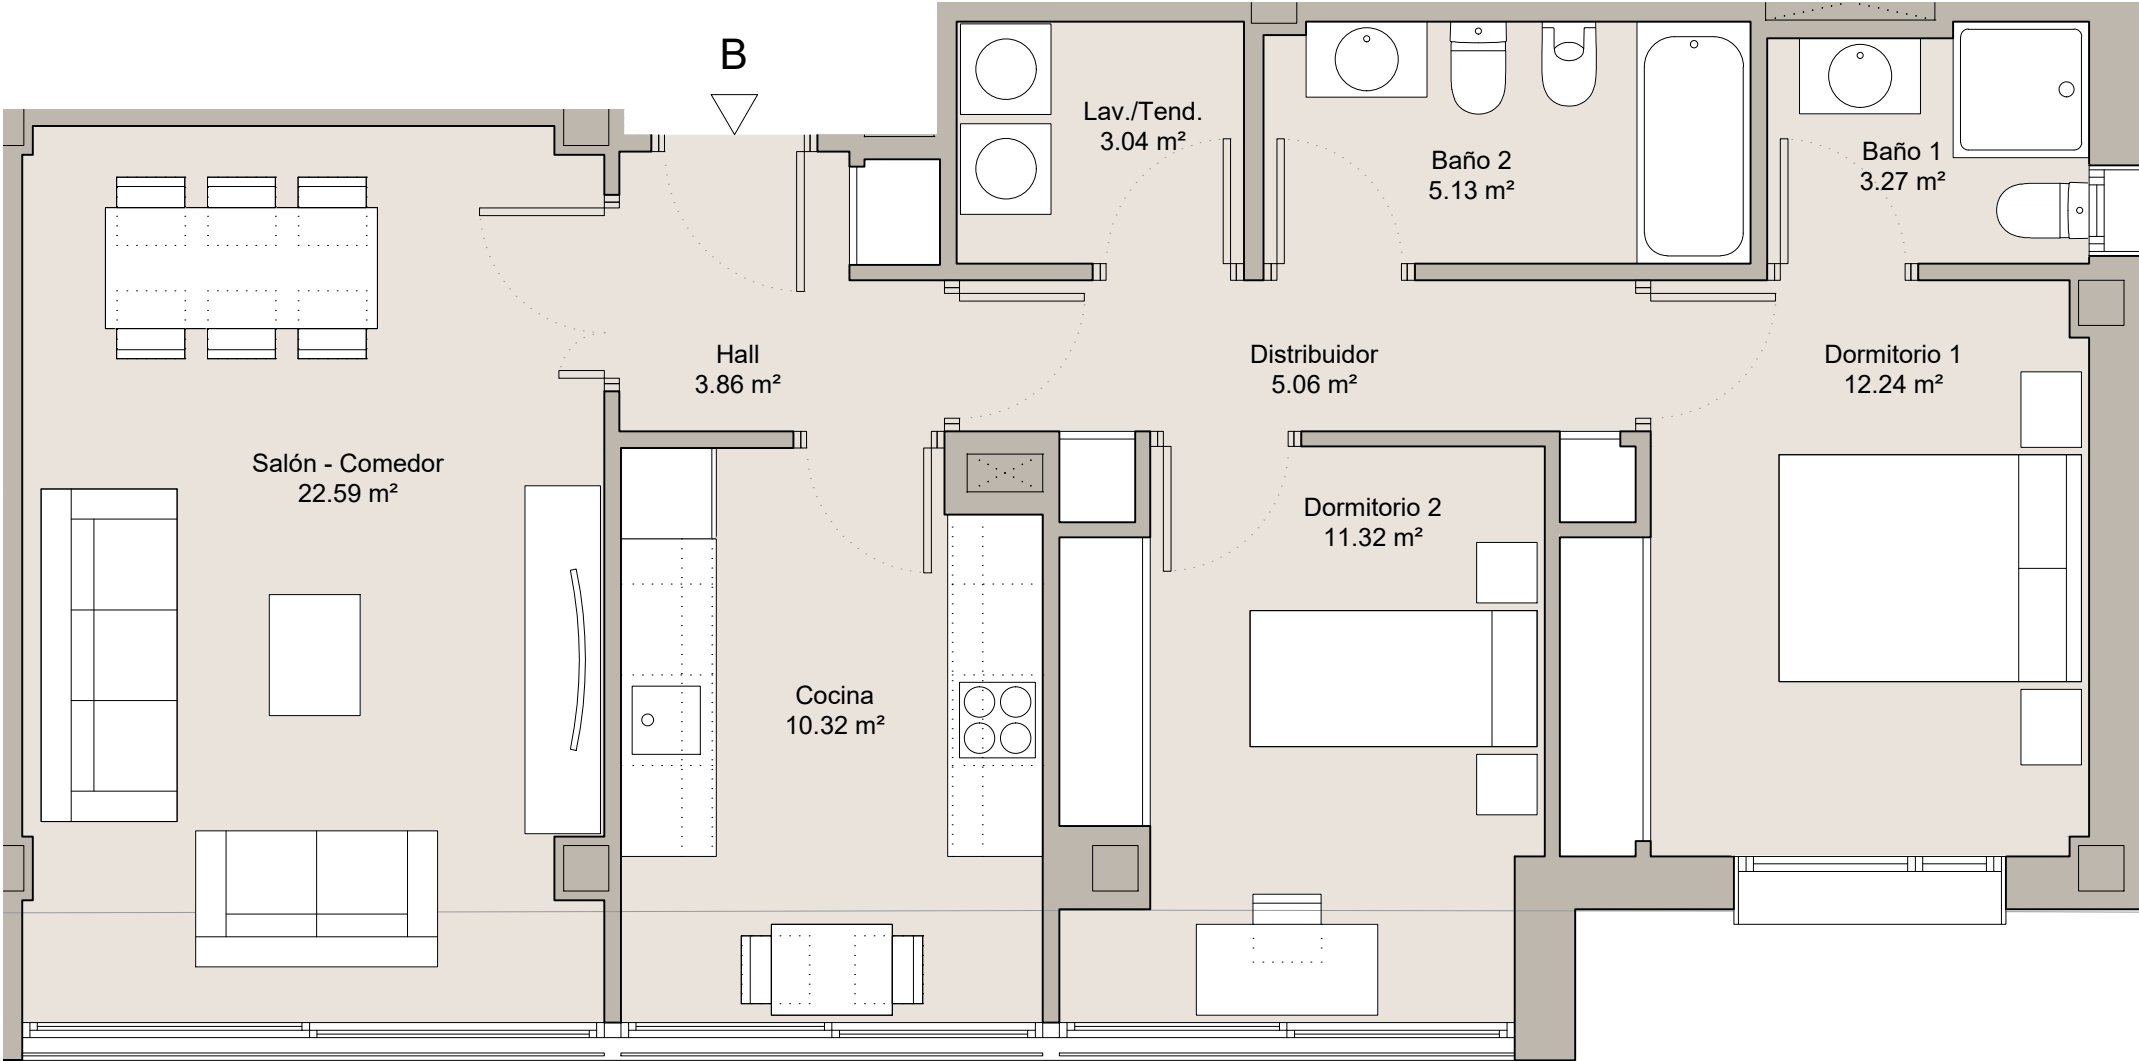 B
Lav./Tend.
3.04 m²
Baño 2
5.13 m²
Baño 1
3.27 m²
Hall
3.86 m²
Distribuidor
5.06 m²
Dormitorio 1
12.24 m²
Salón - Comedor
22.59 m²
Dormitorio 2
11.32 m²
Cocina
10.32 m²